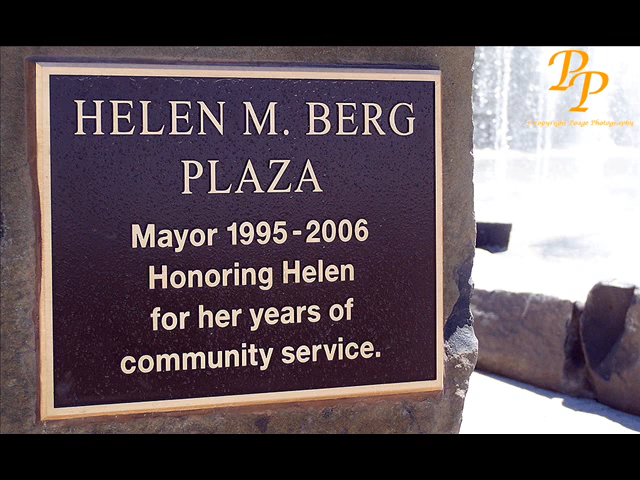 HELEN M. BERG
PLAZA
Mayor 1995-2006
Honoring Helen
for her years of
community service.
PP